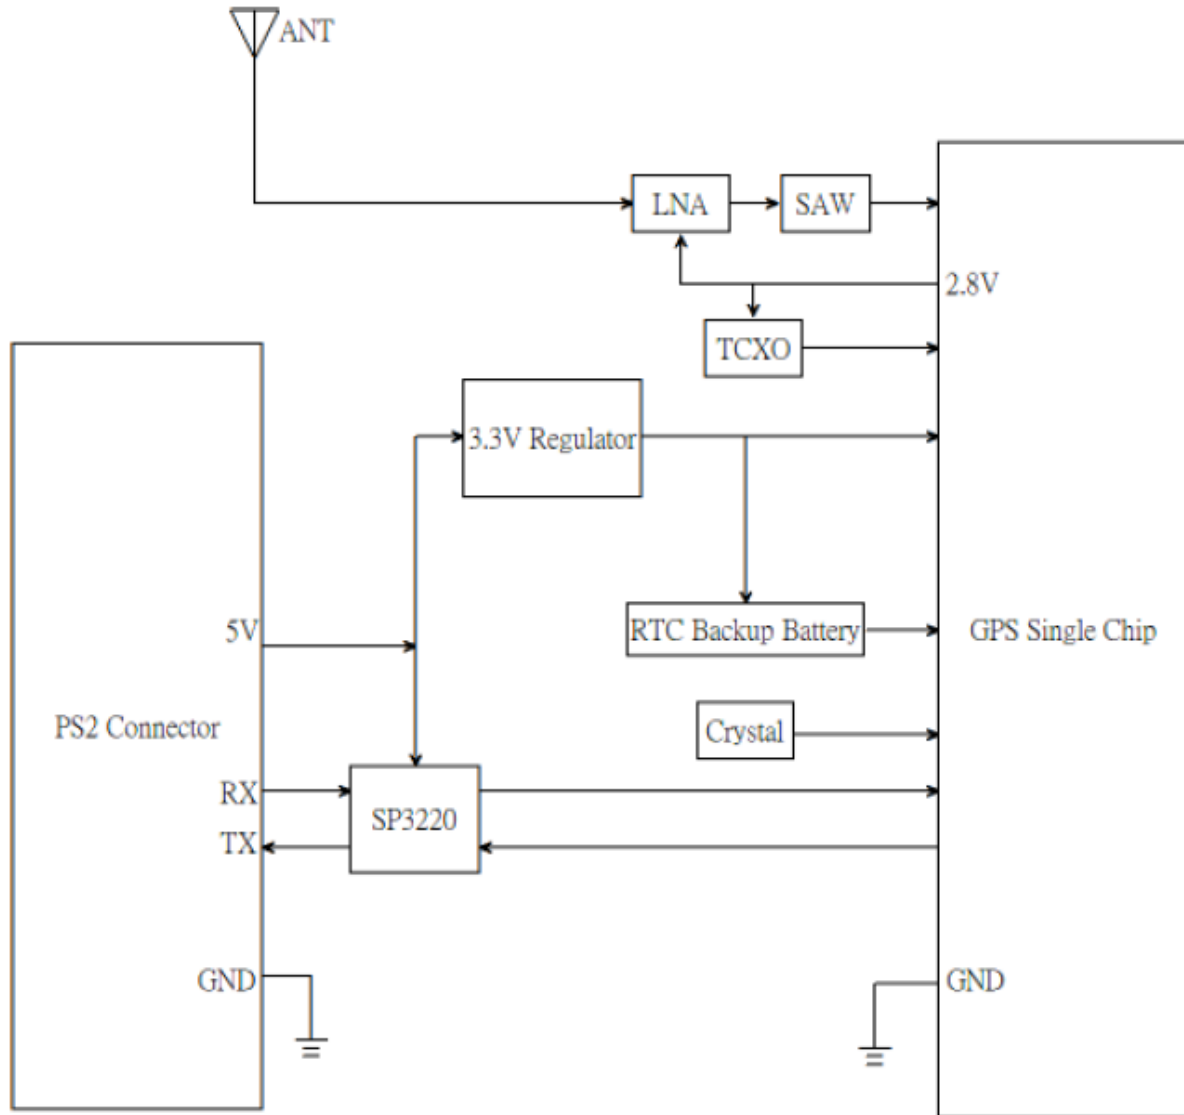 ANT
LNA
SAW
2.8V
TCXO
3.3V Regulator
5V
RTC Backup Battery
GPS Single Chip
PS2 Connector
Crystal
RX
SP3220
TX
GND
GND